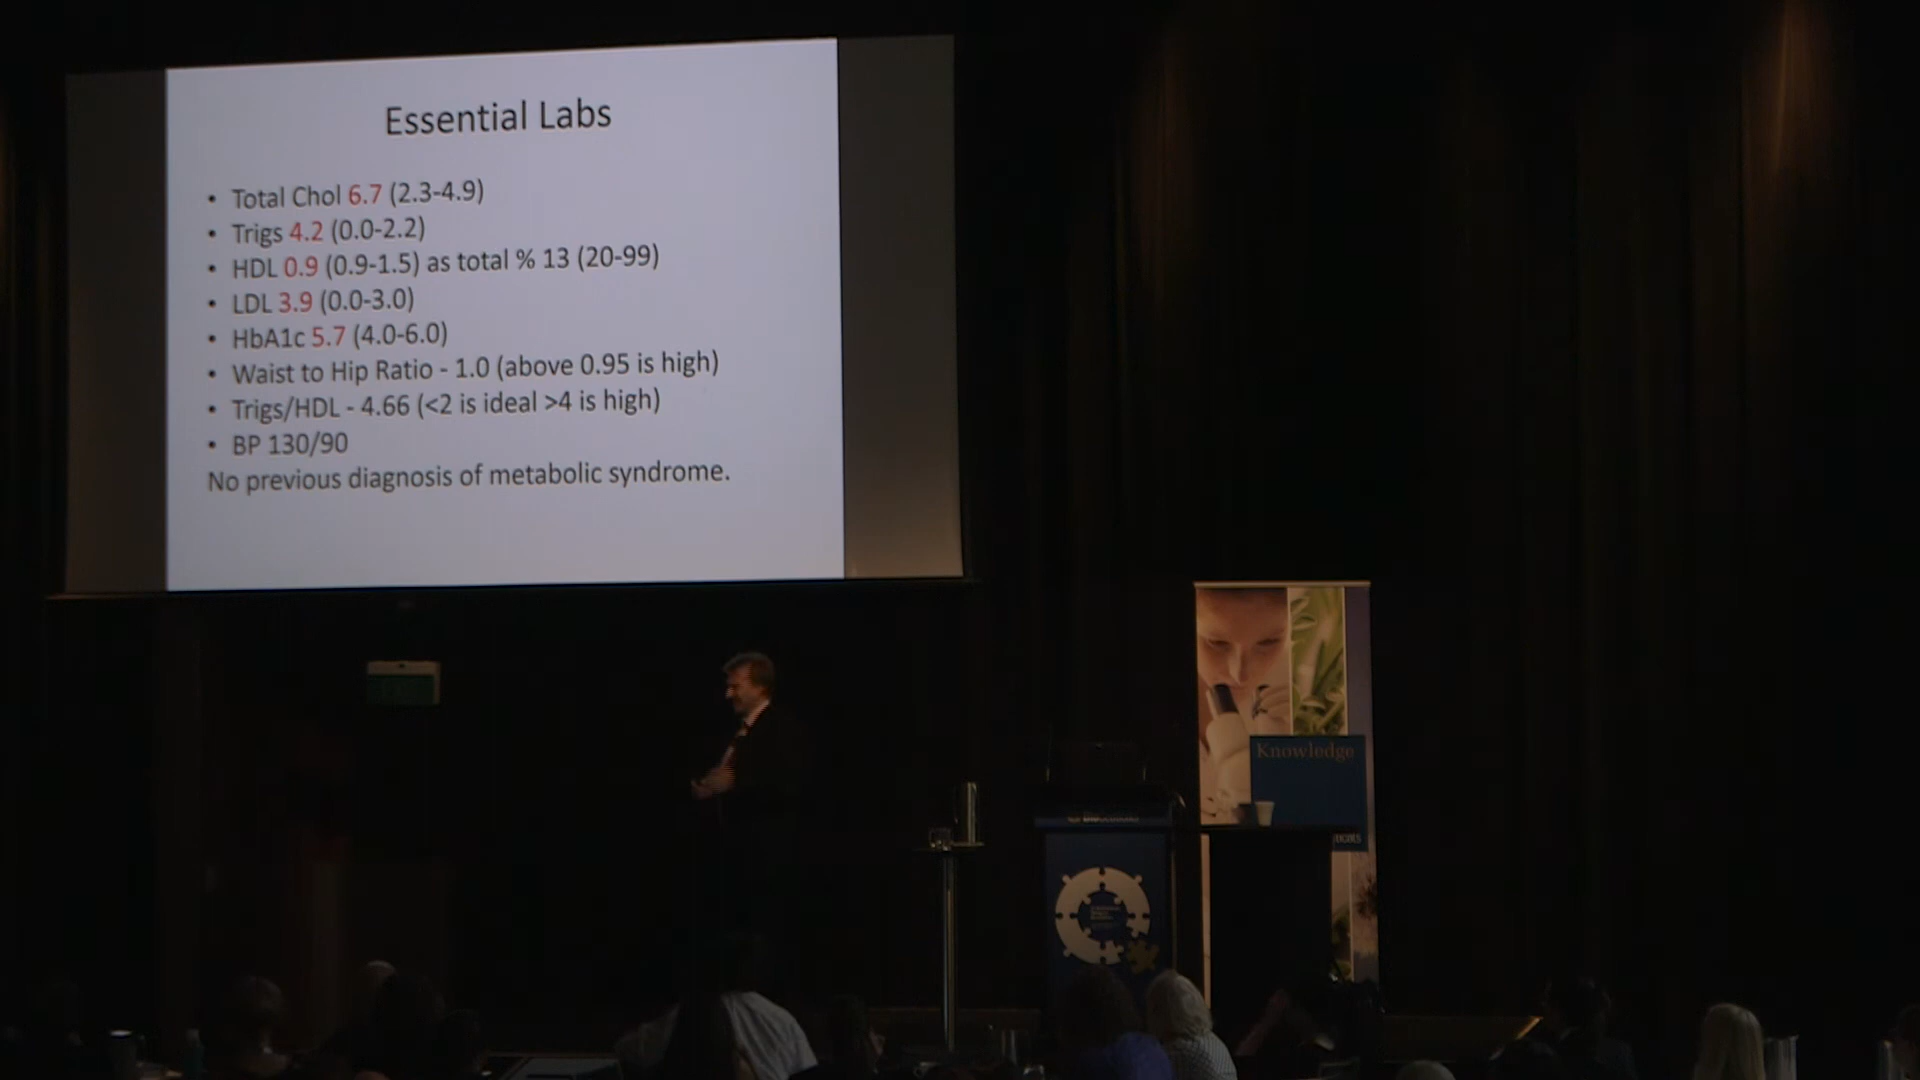 Essential Labs
• Total Chol 6.7 (2.3-4.9)
• Trigs 4.2 (0.0-2.2)
• HDL 0.9 (0.9-1.5) as total % 13 (20-99)
• LDL 3.9 (0.0-3.0)
• HbA1c 5.7 (4.0-6.0)
• Waist to Hip Ratio - 1.0 (above 0.95 is high)
• Trigs/HDL - 4.66 (<2 is ideal >4 is high)
• BP 130/90
No previous diagnosis of metabolic syndrome.
Knowledge